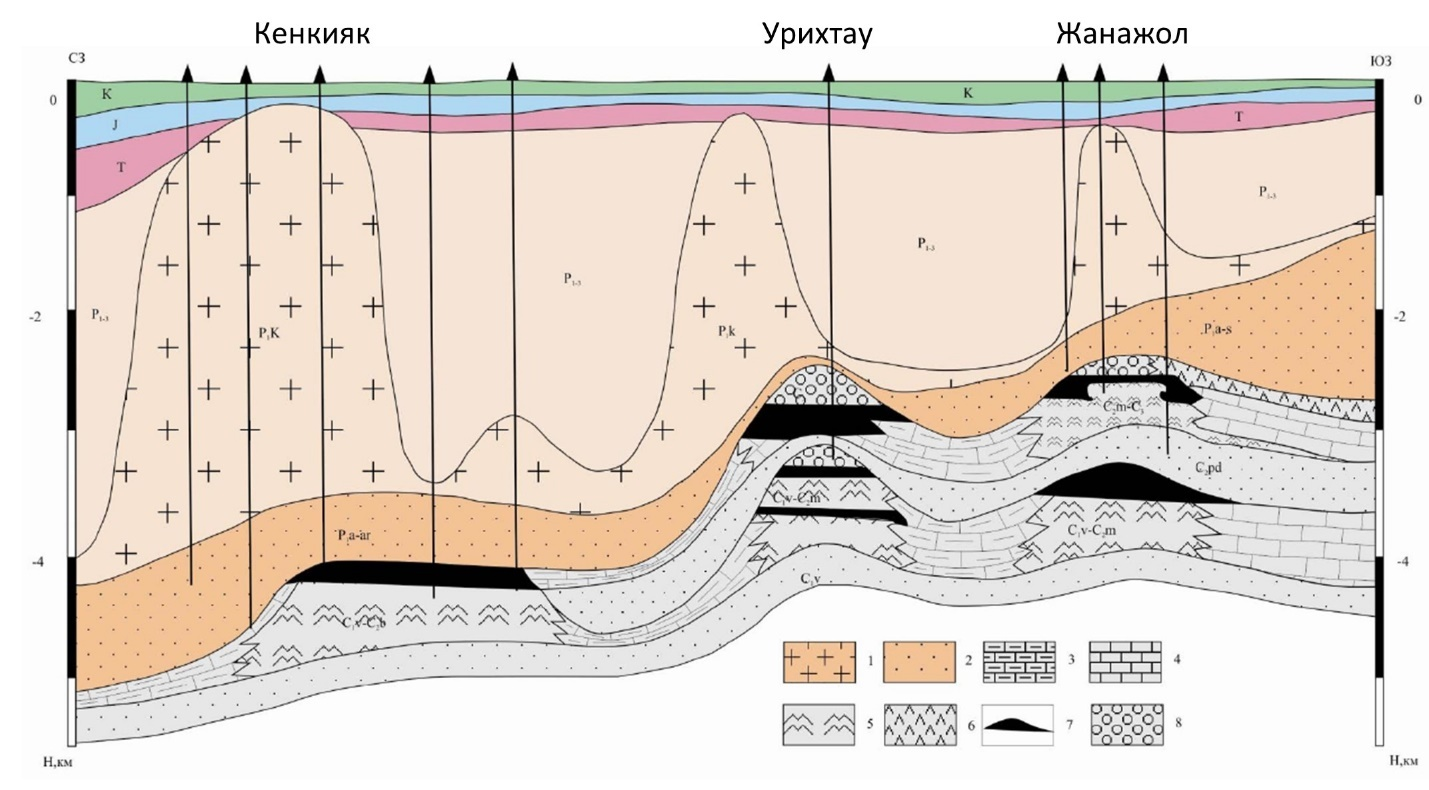 Кенкияк Урихтау Жанажол
СЗ ЮЗ
K K
0 0
J
T T
P₁₋₃
P₁₋₃
P₁₋₃
P₁₋₃
-2 -2
P₁K P₁k P₁a-s
C₂m-C₃
C₂pd
C₁v-C₂m
P₁a-ar C₁v-C₂m
-4 -4
C₁v
C₁v-C₂b
1 2 3 4
5 6 7 8
Н,км Н,км